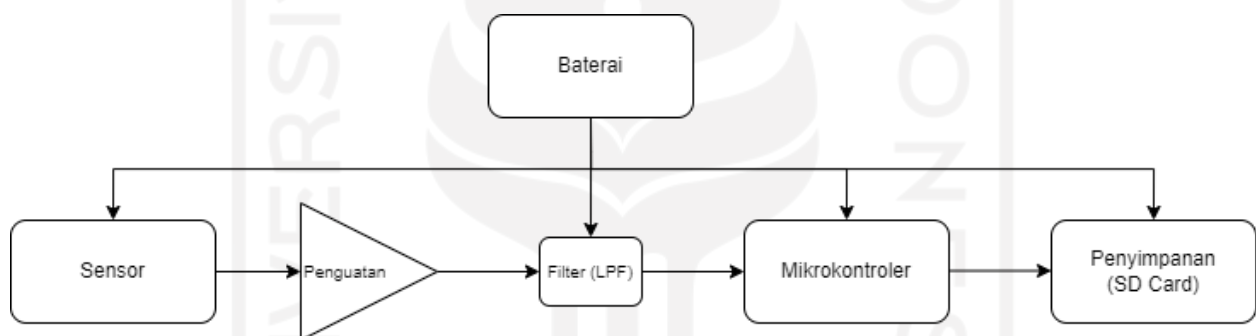 Baterai
Sensor
Penguatan
Filter (LPF)
Mikrokontroler
Penyimpanan
(SD Card)